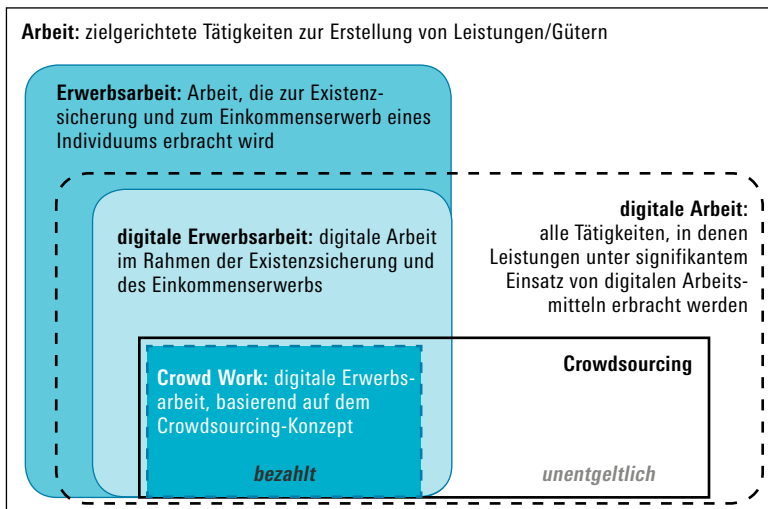 Arbeit: zielgerichtete Tätigkeiten zur Erstellung von Leistungen/Gütern
Erwerbsarbeit: Arbeit, die zur Existenz-
sicherung und zum Einkommenserwerb eines
Individuums erbracht wird
digitale Erwerbsarbeit: digitale Arbeit
im Rahmen der Existenzsicherung und
des Einkommenserwerbs
digitale Arbeit:
alle Tätigkeiten, in denen
Leistungen unter signifikantem
Einsatz von digitalen Arbeits-
mitteln erbracht werden
Crowd Work: digitale Erwerbs-
arbeit, basierend auf dem
Crowdsourcing-Konzept
bezahlt
Crowdsourcing
unentgeltlich